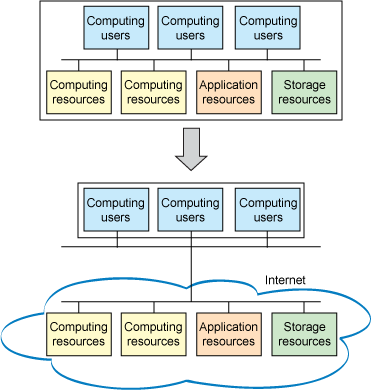 Computing
users
Computing
users
Computing
users
Computing
resources
Computing
resources
Application
resources
Storage
resources
Computing
users
Computing
users
Computing
users
Internet
Computing
resources
Computing
resources
Application
resources
Storage
resources